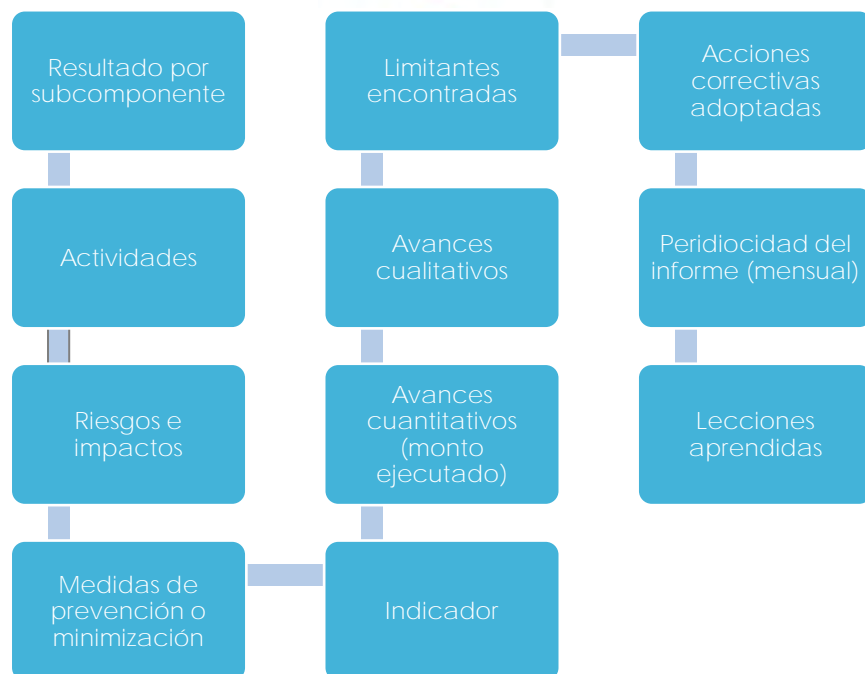 Resultado por
subcomponente
Actividades
Riesgos e
impactos
Medidas de
prevención o
minimización
Indicador
Avances
cuantitativos
(monto
ejecutado)
Avances
cualitativos
Limitantes
encontradas
Acciones
correctivas
adoptadas
Peridiocidad del
informe (mensual)
Lecciones
aprendidas